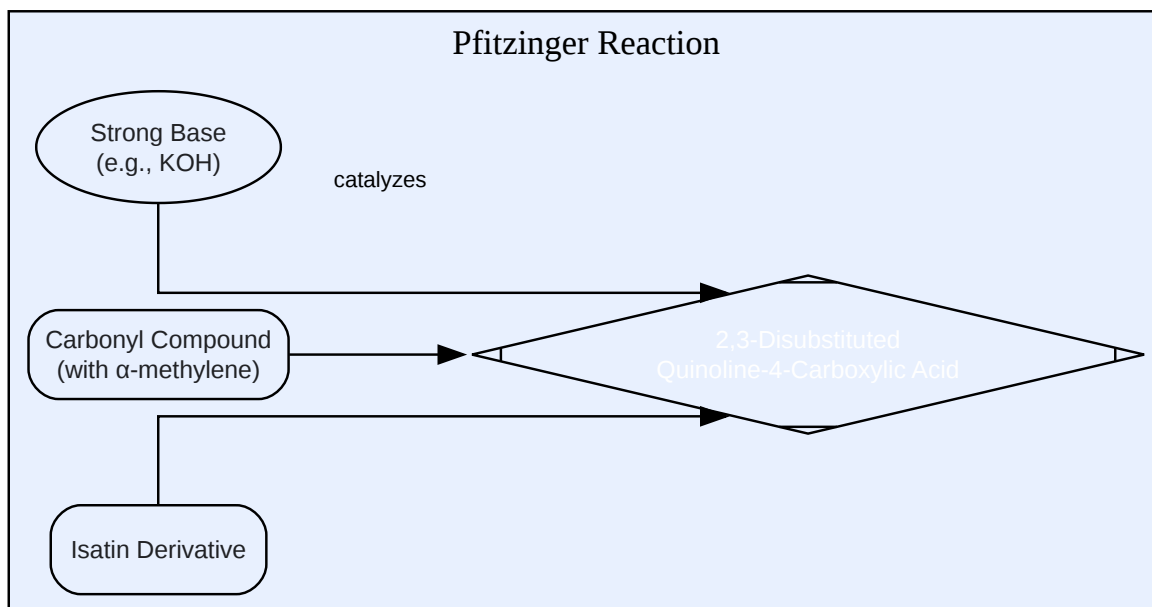 Pfitzinger Reaction
Strong Base
(e.g., KOH)
catalyzes
Carbonyl Compound
(with α-methylene)
2,3-Disubstituted
Quinoline-4-Carboxylic Acid
Isatin Derivative